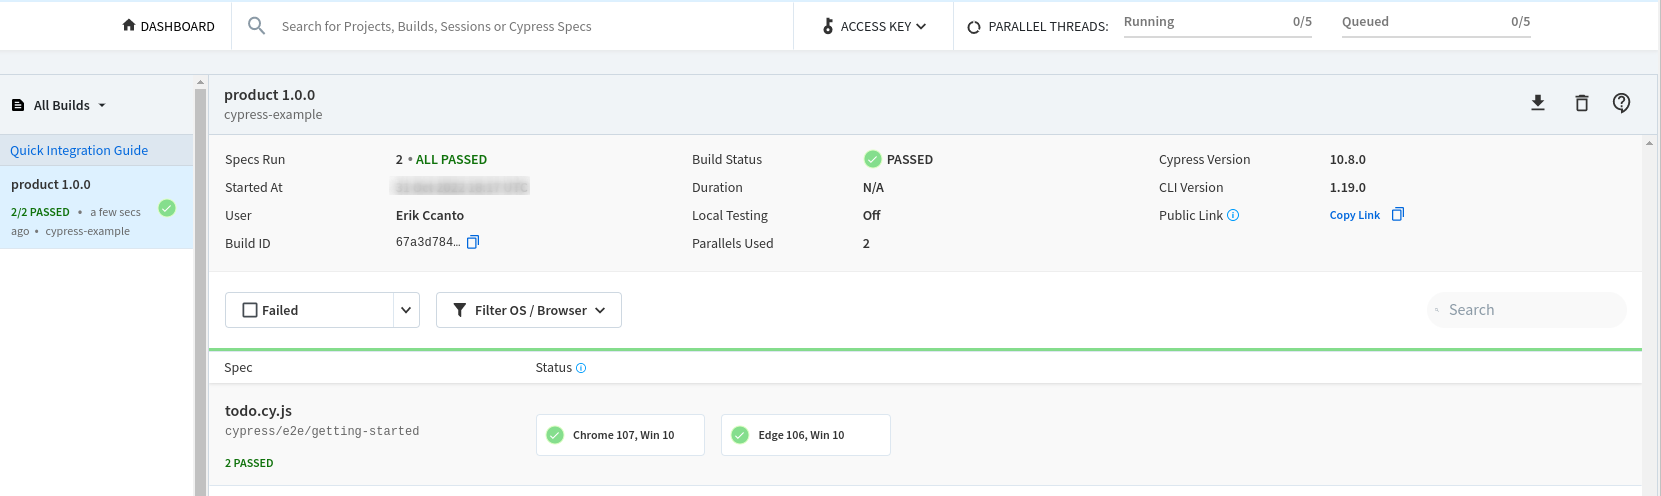 DASHBOARD
Search for Projects, Builds, Sessions or Cypress Specs
ACCESS KEY
PARALLEL THREADS:
Running 0/5
Queued 0/5
All Builds
Quick Integration Guide
product 1.0.0
2/2 PASSED • a few secs
ago • cypress-example
product 1.0.0
cypress-example
Specs Run 2 • ALL PASSED
Started At
User Erik Ccanto
Build ID 67a3d784…
Build Status PASSED
Duration N/A
Local Testing Off
Parallels Used 2
Cypress Version 10.8.0
CLI Version 1.19.0
Public Link Copy Link
Failed
Filter OS / Browser
Search
Spec Status
todo.cy.js
cypress/e2e/getting-started
2 PASSED
Chrome 107, Win 10
Edge 106, Win 10